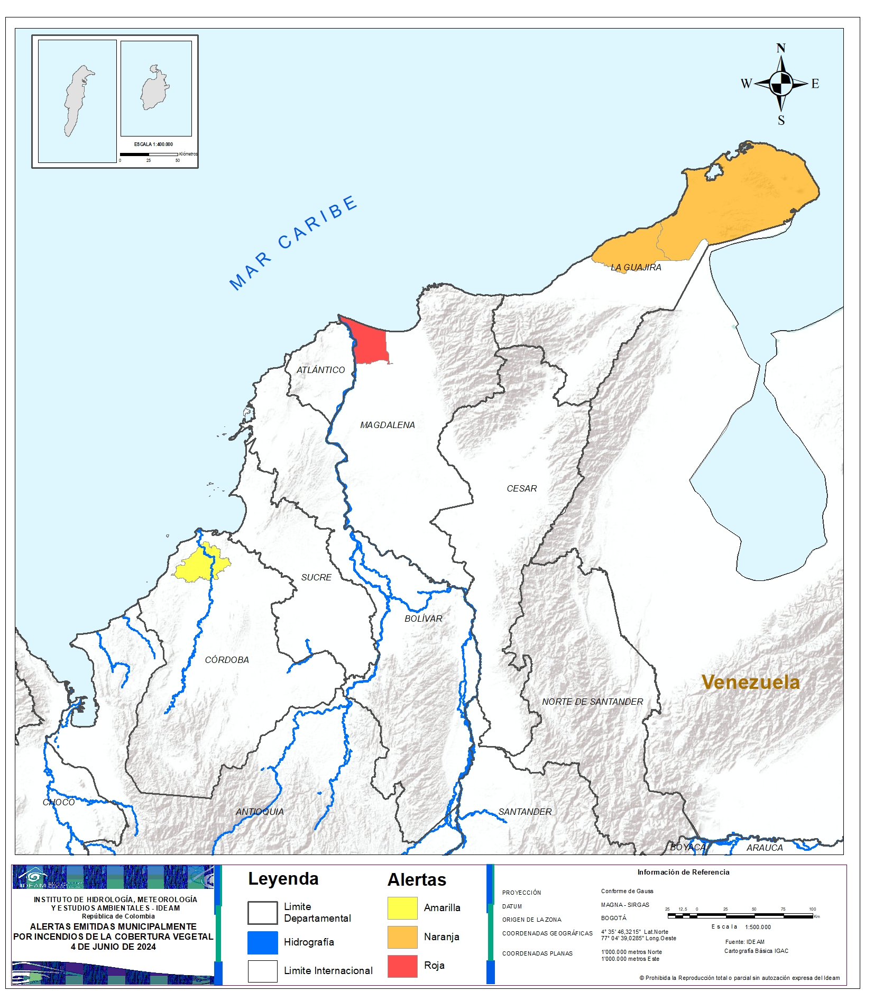 N
W
E
S
ESCALA 1:400.000
Kilómetros
0 25 50
MAR CARIBE
LA GUAJIRA
ATLÁNTICO
MAGDALENA
CESAR
SUCRE
BOLÍVAR
CÓRDOBA
Venezuela
NORTE DE SANTANDER
CHOCÓ
ANTIOQUIA
SANTANDER
BOYACÁ
ARAUCA
IDEAM
INSTITUTO DE HIDROLOGÍA, METEOROLOGÍA
Y ESTUDIOS AMBIENTALES - IDEAM
República de Colombia
ALERTAS EMITIDAS MUNICIPALMENTE
POR INCENDIOS DE LA COBERTURA VEGETAL
4 DE JUNIO DE 2024
Leyenda
Limite
Departamental
Hidrografía
Limite Internacional
Alertas
Amarilla
Naranja
Roja
Información de Referencia
PROYECCIÓN Conforme de Gauss
DATUM MAGNA - SIRGAS
ORIGEN DE LA ZONA BOGOTÁ
COORDENADAS GEOGRÁFICAS 4° 35' 46,3215" Lat.Norte
77° 04' 39,0285" Long.Oeste
COORDENADAS PLANAS 1'000.000 metros Norte
1'000.000 metros Este
25 12,5 0 25 50 75 100
Km
Escala 1:500.000
Fuente: IDEAM
Cartografía Básica IGAC
© Prohibida la Reproducción total o parcial sin autozación expresa del Ideam